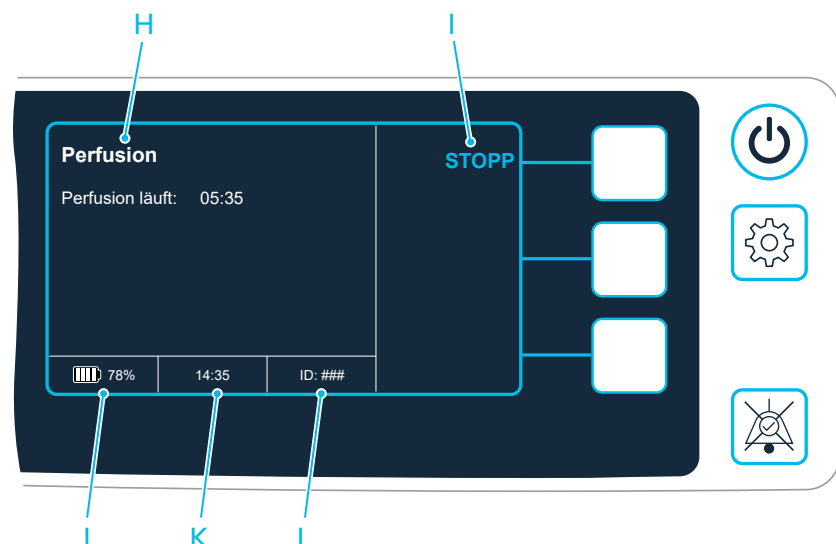 H I
Perfusion
STOPP
Perfusion läuft: 05:35
78% 14:35 ID: ###
K